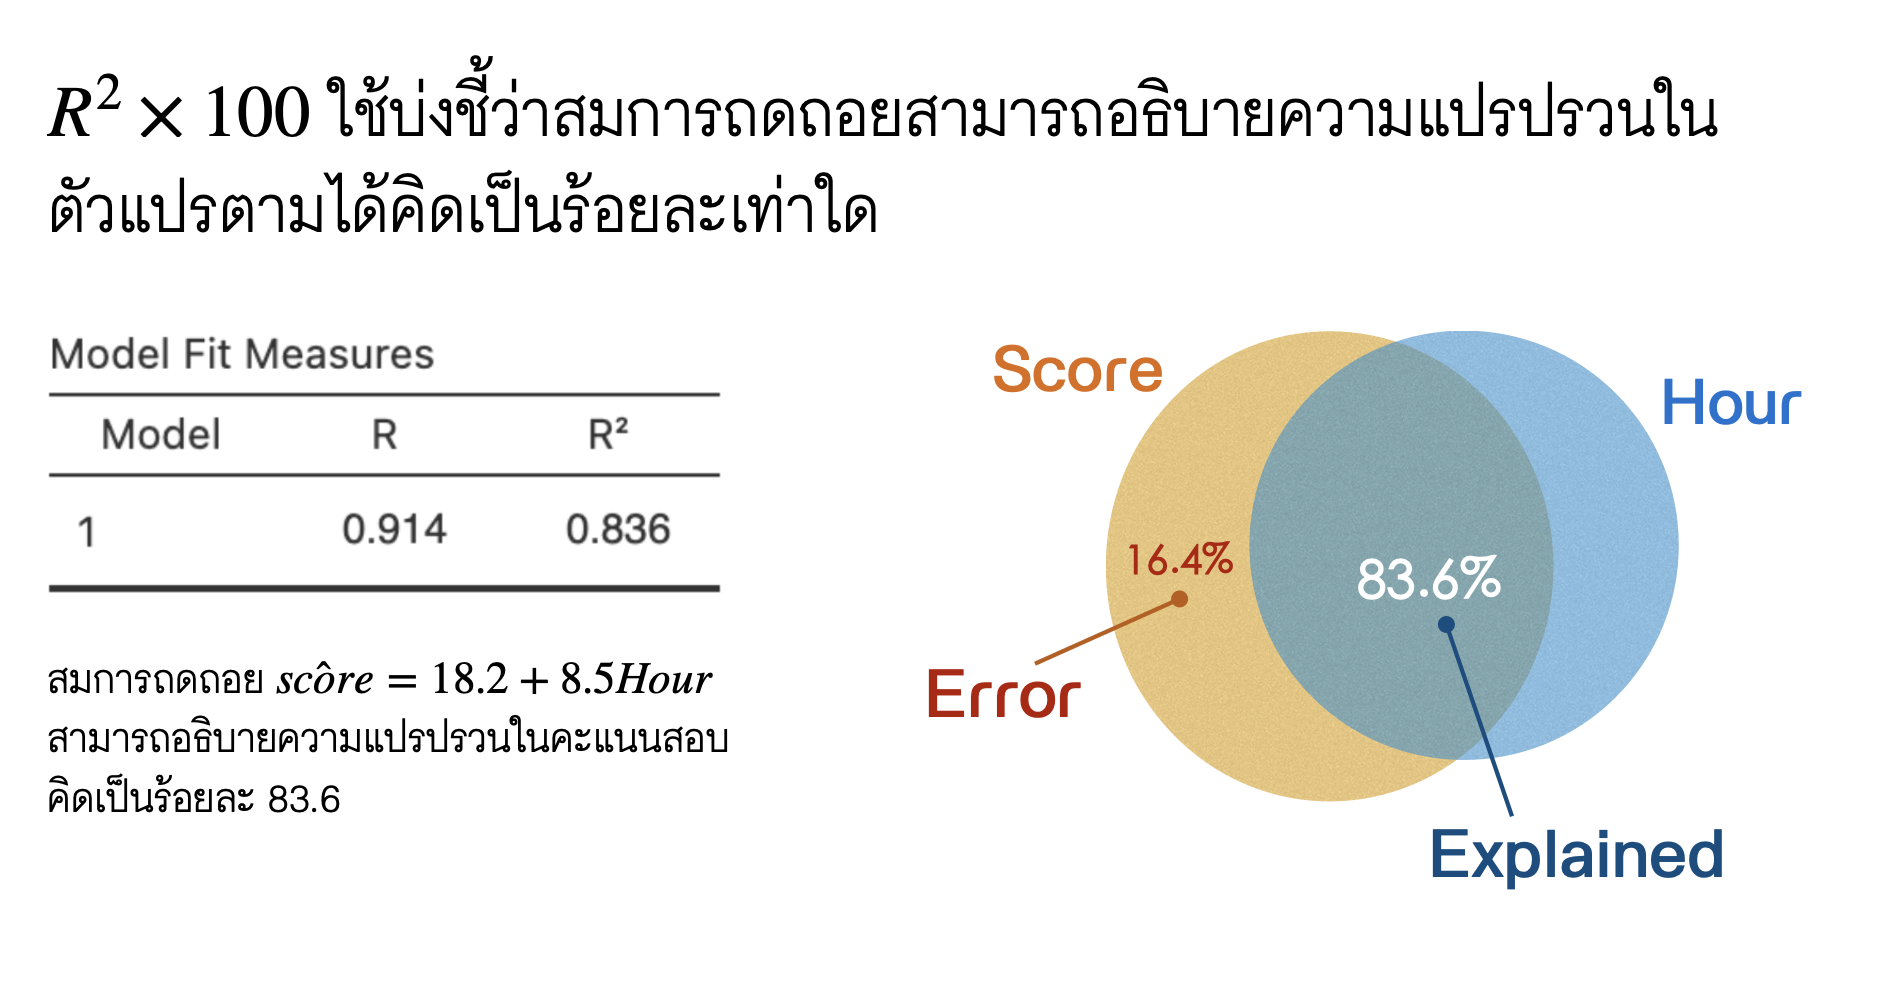 R² × 100 ใช้บ่งชี้ว่าสมการถดถอยสามารถอธิบายความแปรปรวนใน
ตัวแปรตามได้คิดเป็นร้อยละเท่าใด
Model Fit Measures
Model R R²
1 0.914 0.836
สมการถดถอย scôre = 18.2 + 8.5Hour
สามารถอธิบายความแปรปรวนในคะแนนสอบ
คิดเป็นร้อยละ 83.6
Score
Hour
16.4%
83.6%
Error
Explained